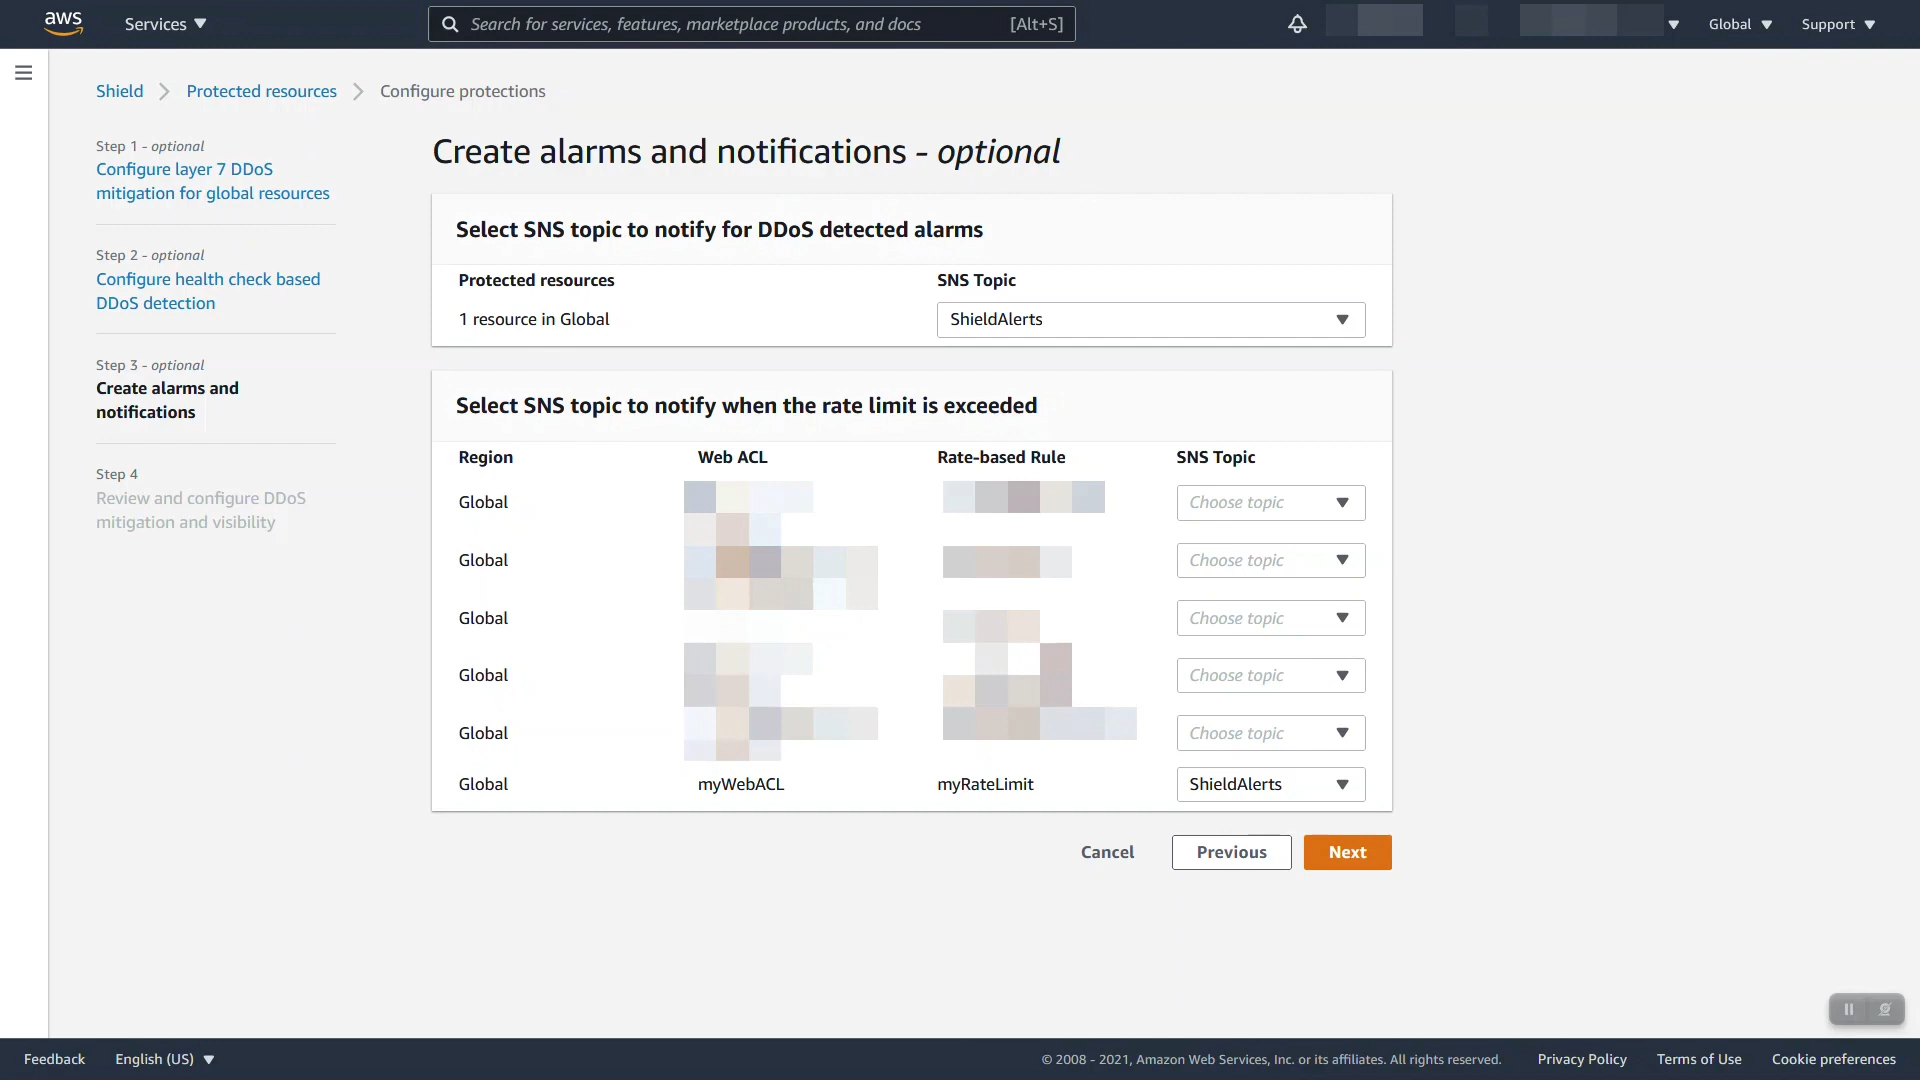 aws
Services
Search for services, features, marketplace products, and docs [Alt+S]
Global
Support
Shield
Protected resources
Configure protections
Step 1 - optional
Configure layer 7 DDoS
mitigation for global resources
Step 2 - optional
Configure health check based
DDoS detection
Step 3 - optional
Create alarms and
notifications
Step 4
Review and configure DDoS
mitigation and visibility
Create alarms and notifications - optional
Select SNS topic to notify for DDoS detected alarms
Protected resources SNS Topic
1 resource in Global ShieldAlerts
Select SNS topic to notify when the rate limit is exceeded
Region Web ACL Rate-based Rule SNS Topic
Global Choose topic
Global Choose topic
Global Choose topic
Global Choose topic
Global Choose topic
Global myWebACL myRateLimit ShieldAlerts
Cancel Previous Next
Feedback English (US) © 2008 - 2021, Amazon Web Services, Inc. or its affiliates. All rights reserved. Privacy Policy Terms of Use Cookie preferences